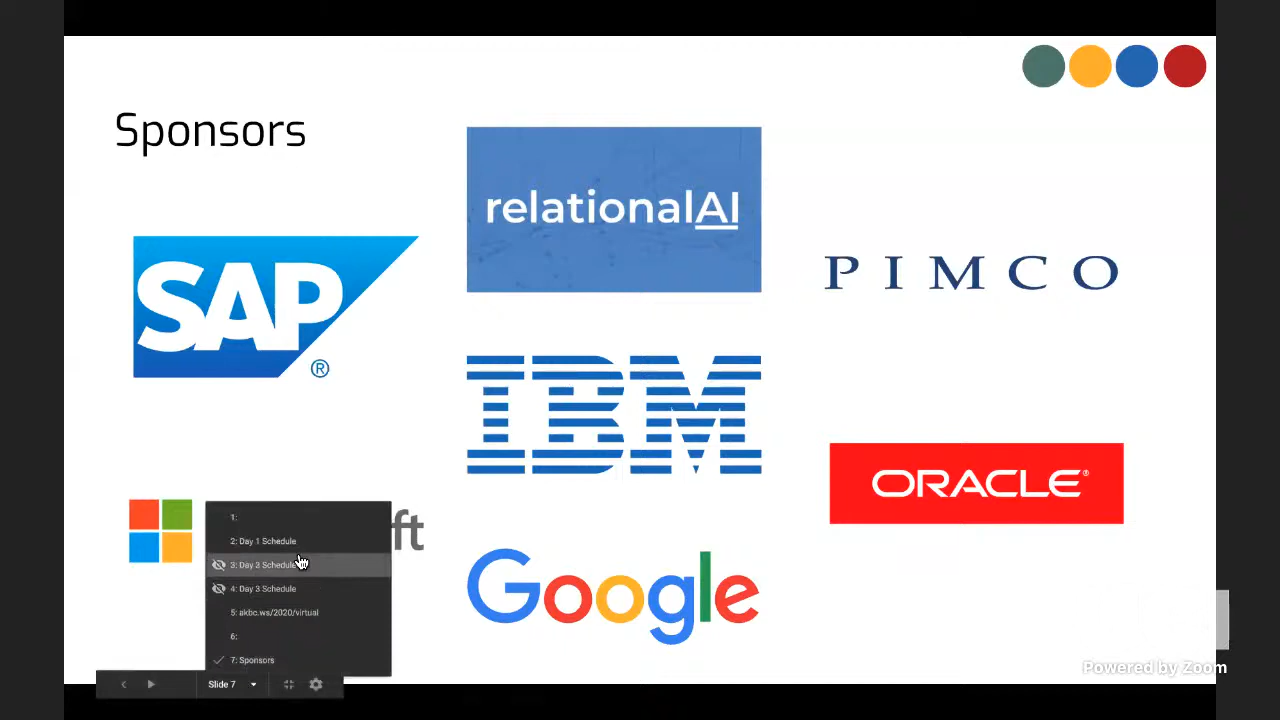 Sponsors
relationalAI
SAP
®
PIMCO
IBM
ORACLE®
ft
Google
1:
2: Day 1 Schedule
3: Day 3 Schedule
4: Day 3 Schedule
5: akbc.ws/2020/virtual
6:
7: Sponsors
Slide 7
Powered by Zoom